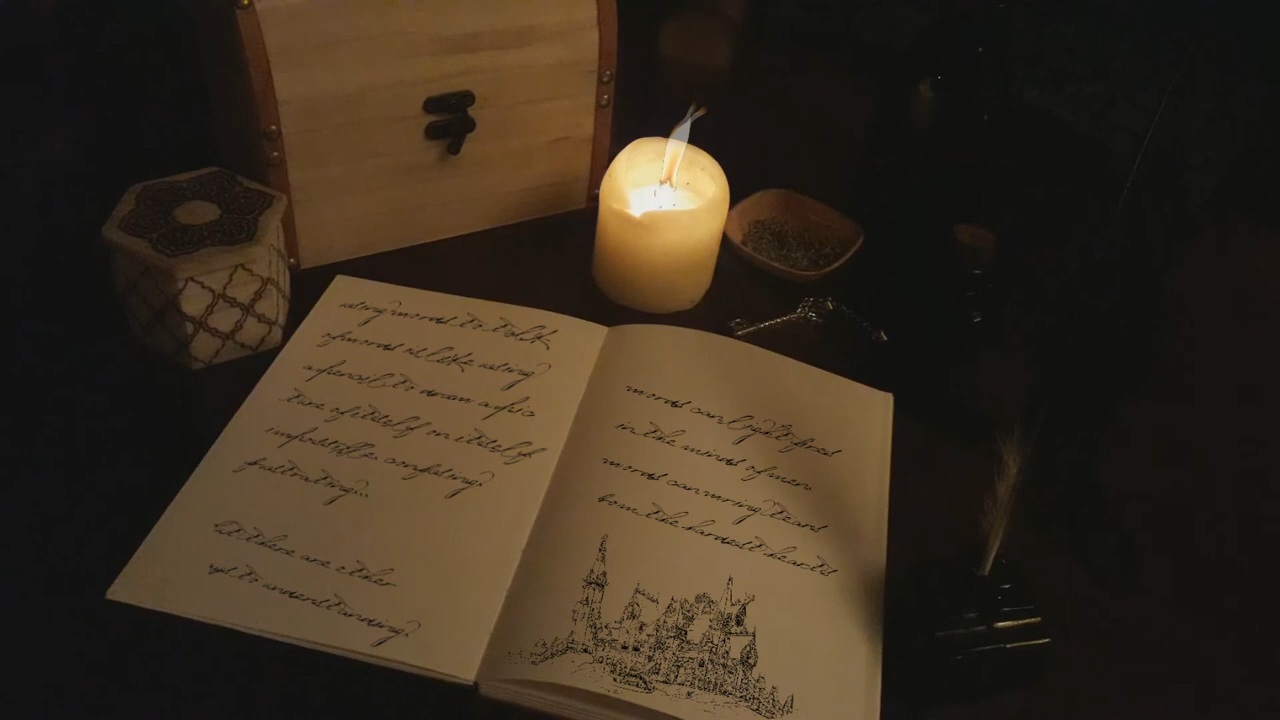 using words to talk
of words is like using
a pencil to draw a pic
ture of itself on itself
impossible. confusing.
frustrating...
but there are other
ways to understanding
words can light fires
in the minds of men.
words can wring tears
from the hardest hearts